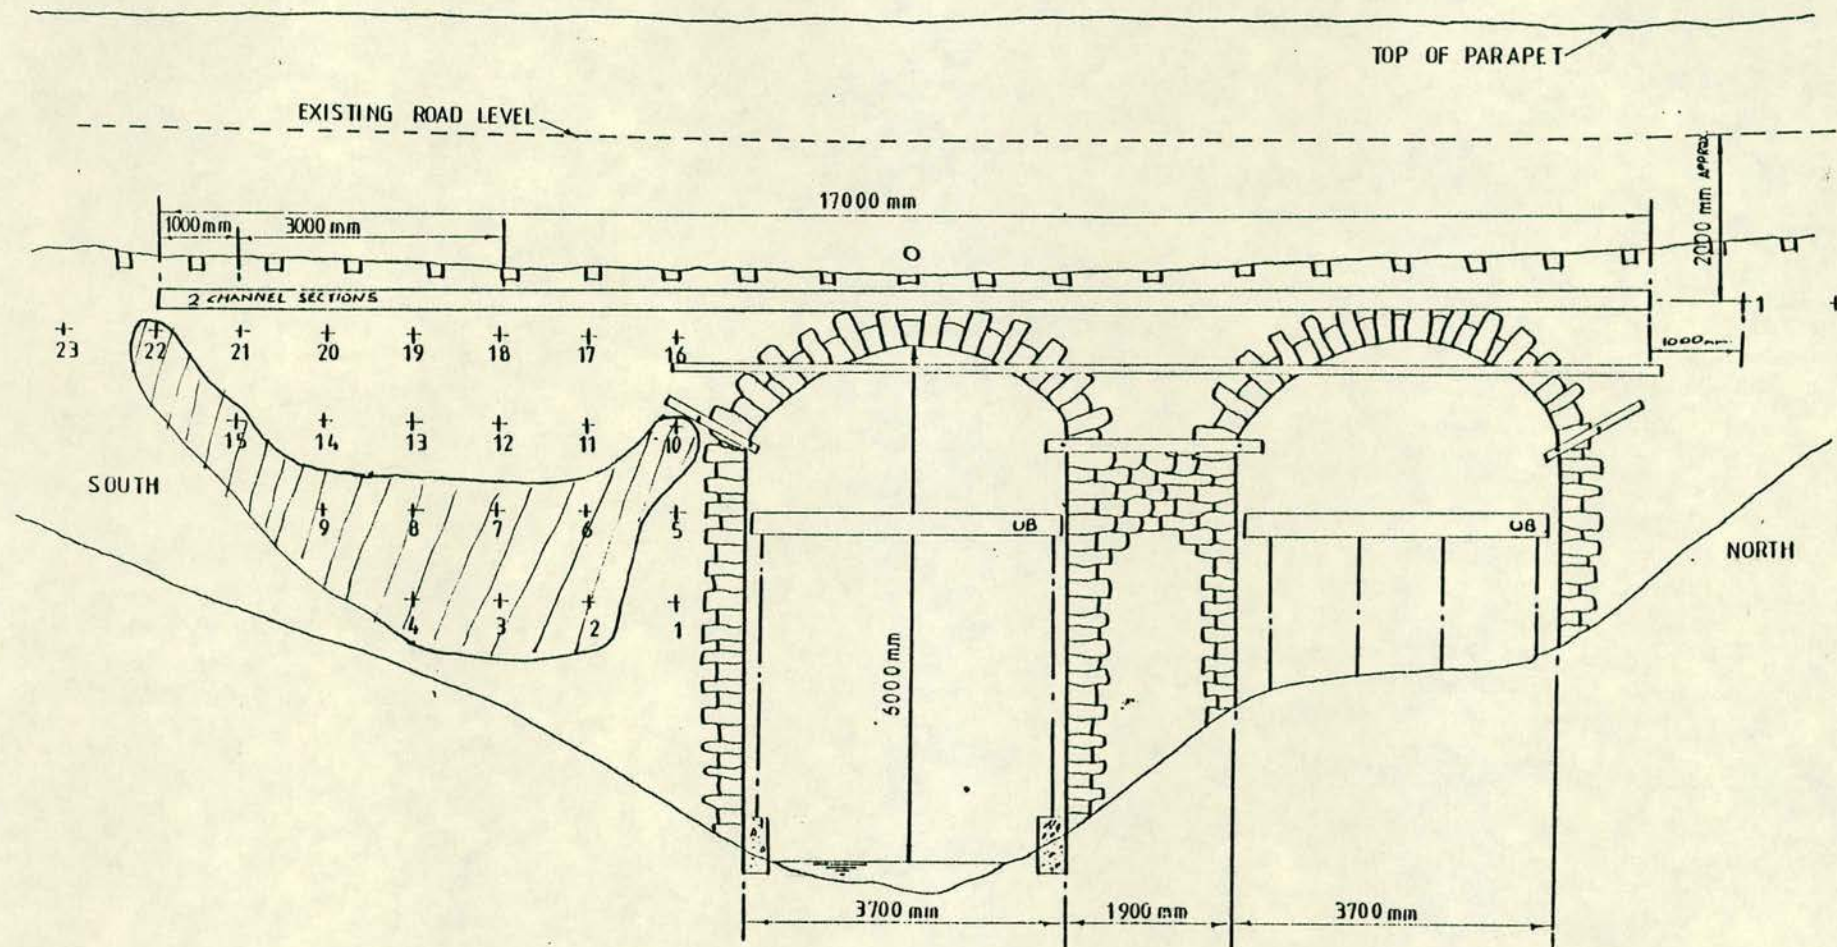 TOP OF PARAPET
EXISTING ROAD LEVEL
2000 mm APPROX.
17000 mm
1000 mm 3000 mm
2 CHANNEL SECTIONS
1
1000 mm
23 22 21 20 19 18 17 16
15 14 13 12 11 10
SOUTH
9 8 7 6 5
UB UB
NORTH
4 3 2 1
5000 mm
3700 mm 1900 mm 3700 mm